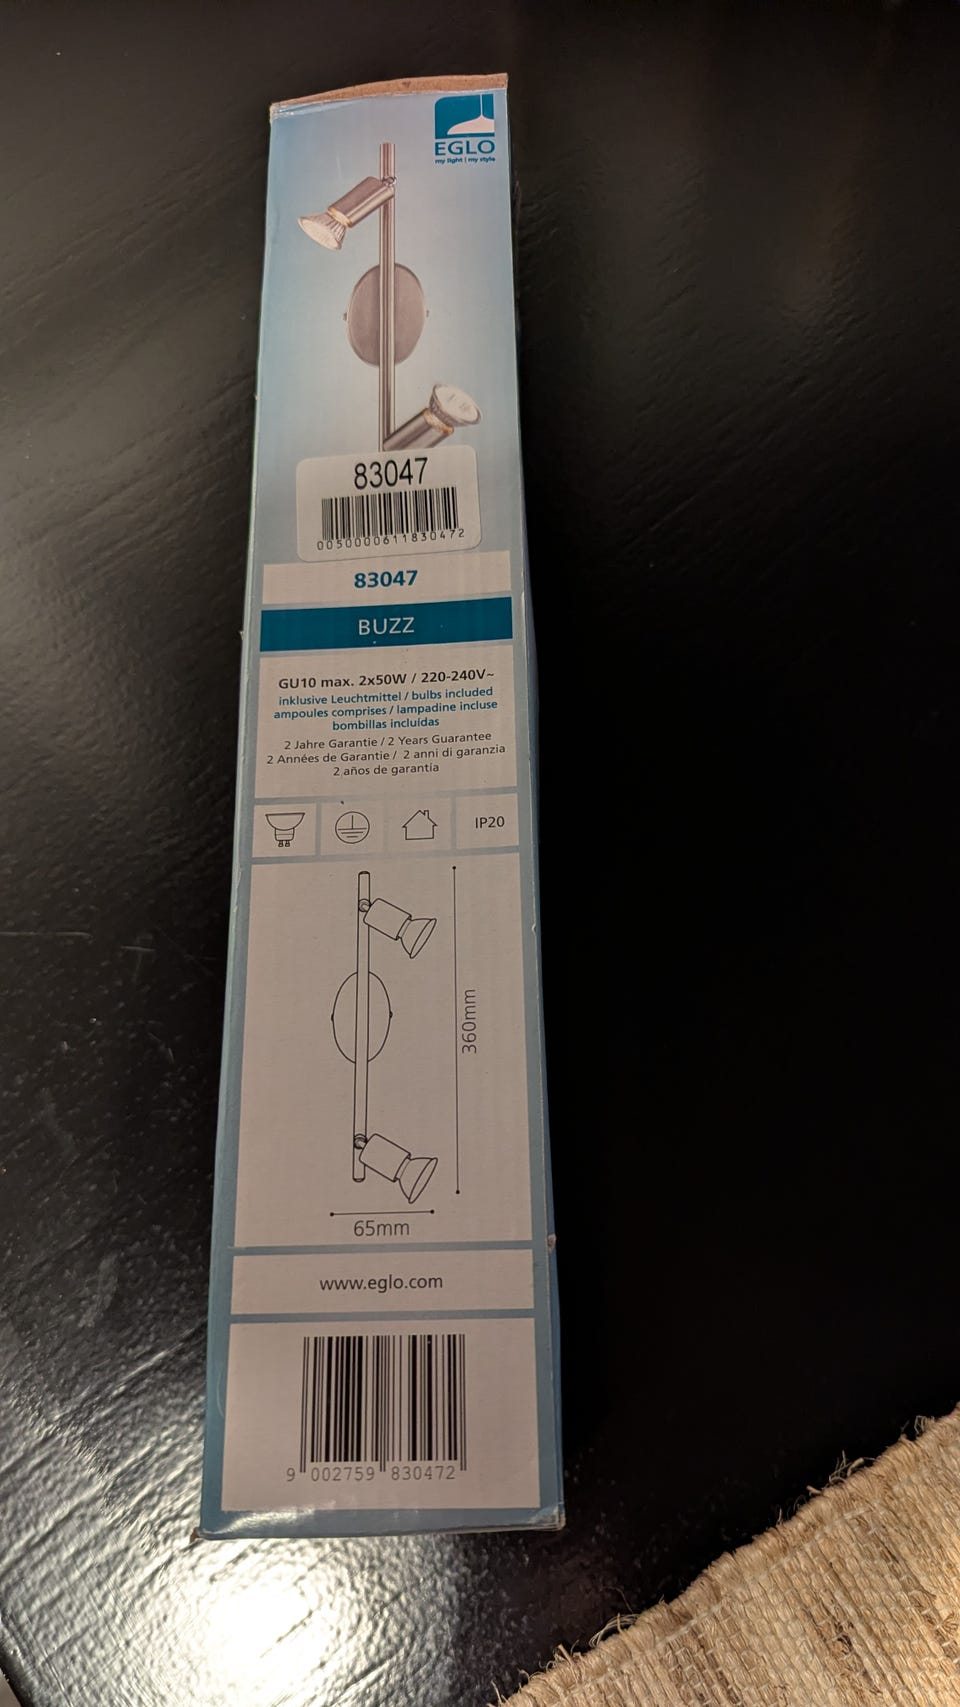 EGLO
my light | my style
83047
0050000611830472
83047
BUZZ
GU10 max. 2x50W / 220-240V~
inklusive Leuchtmittel / bulbs included
ampoules comprises / lampadine incluse
bombillas incluídas
2 Jahre Garantie / 2 Years Guarantee
2 Années de Garantie / 2 anni di garanzia
2 años de garantía
IP20
360mm
65mm
www.eglo.com
9 002759 830472